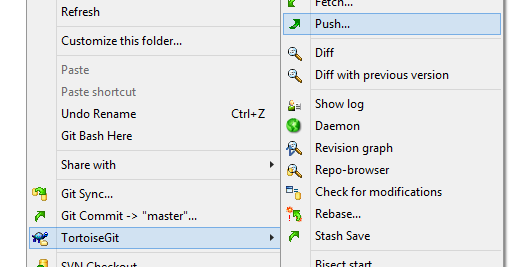 Refresh
Customize this folder...
Paste
Paste shortcut
Undo Rename Ctrl+Z
Git Bash Here
Share with
Git Sync...
Git Commit -> "master"...
TortoiseGit
SVN Checkout
Fetch...
Push...
Diff
Diff with previous version
Show log
Daemon
Revision graph
Repo-browser
Check for modifications
Rebase...
Stash Save
Bisect start